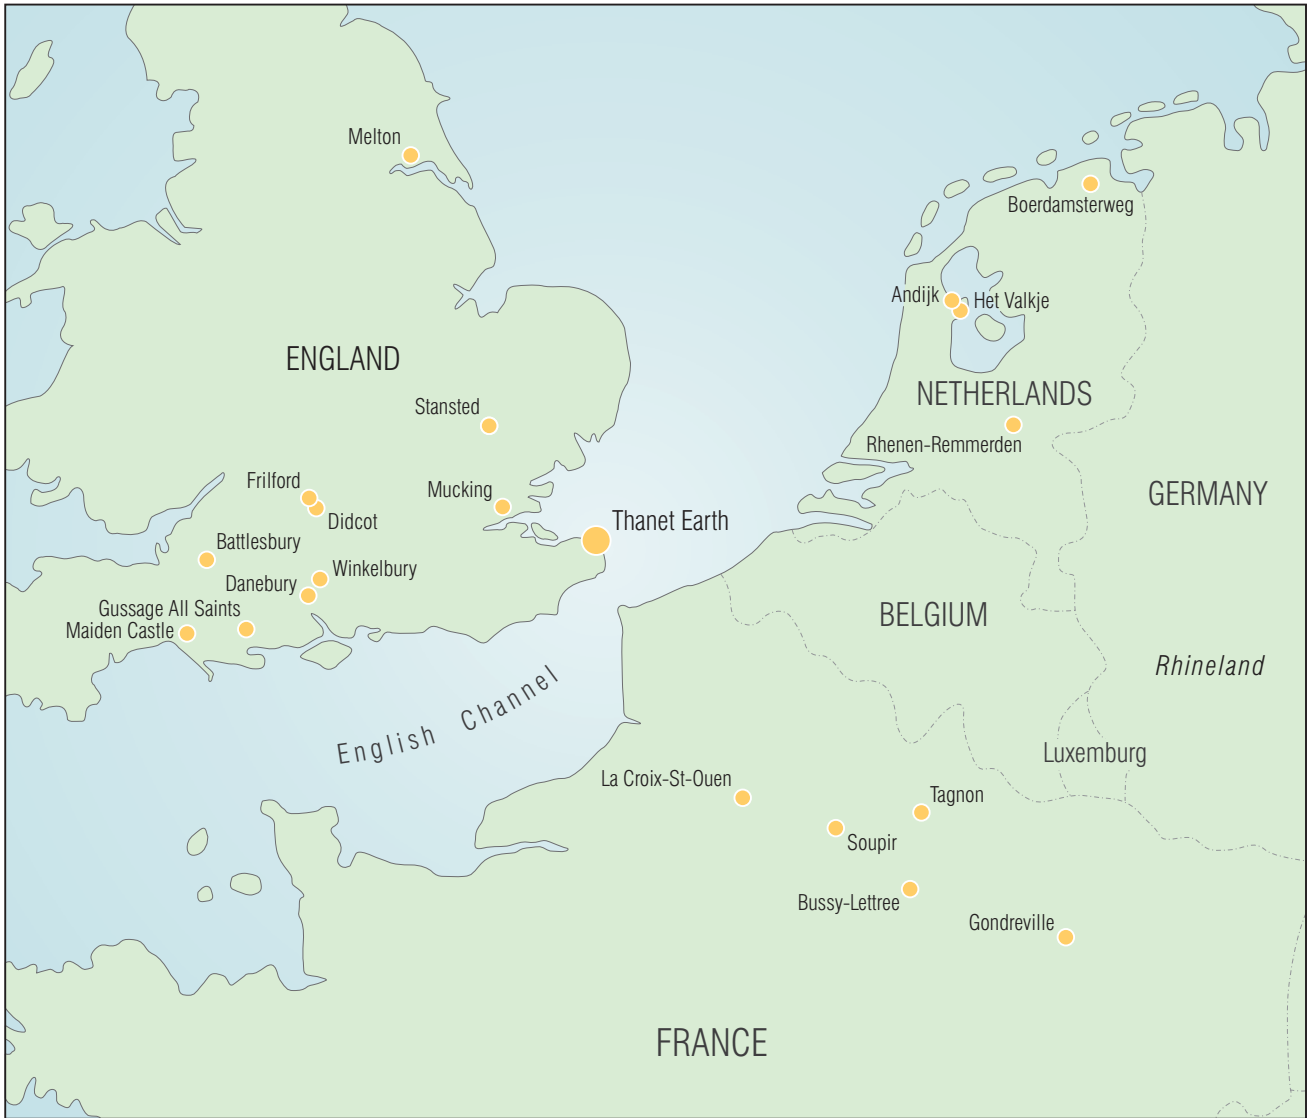 Melton
Boerdamsterweg
Andijk
Het Valkje
ENGLAND
NETHERLANDS
Stansted
Rhenen-Remmerden
Frilford
Mucking
GERMANY
Didcot
Thanet Earth
Battlesbury
Winkelbury
Danebury
Gussage All Saints
BELGIUM
Maiden Castle
Rhineland
English Channel
Luxemburg
La Croix-St-Ouen
Tagnon
Soupir
Bussy-Lettree
Gondreville
FRANCE